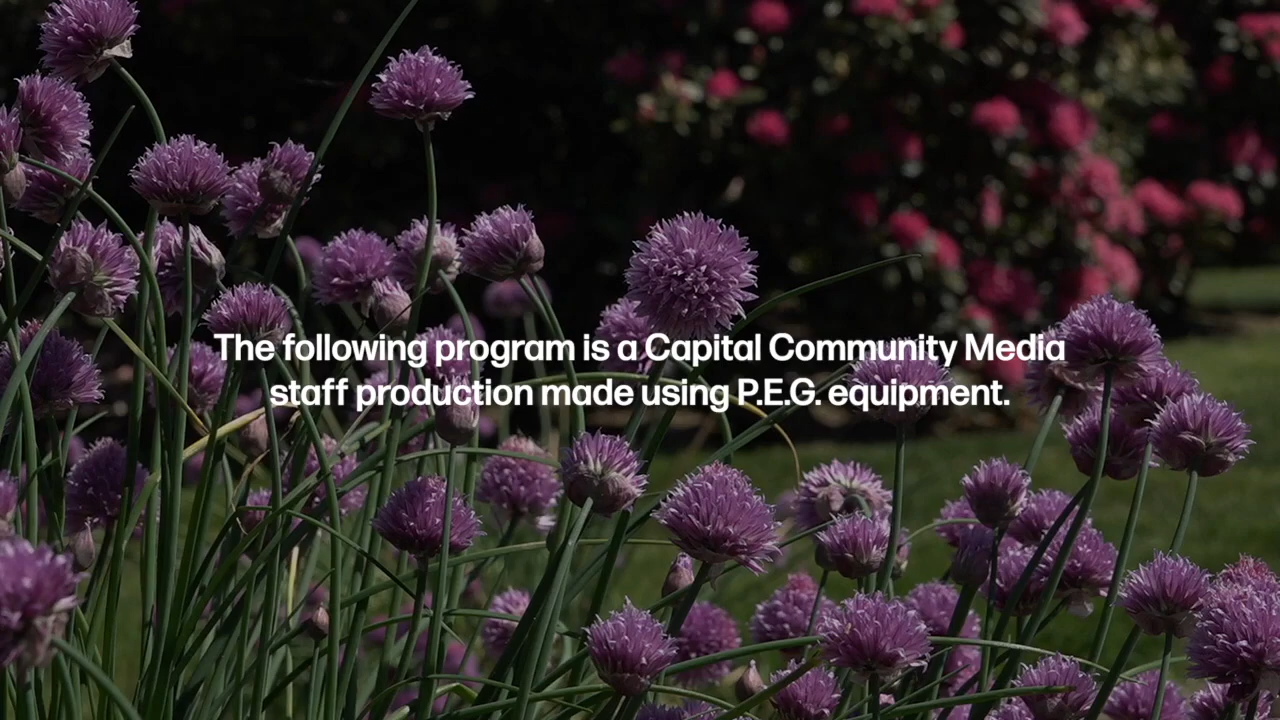 The following program is a Capital Community Media
staff production made using P.E.G. equipment.